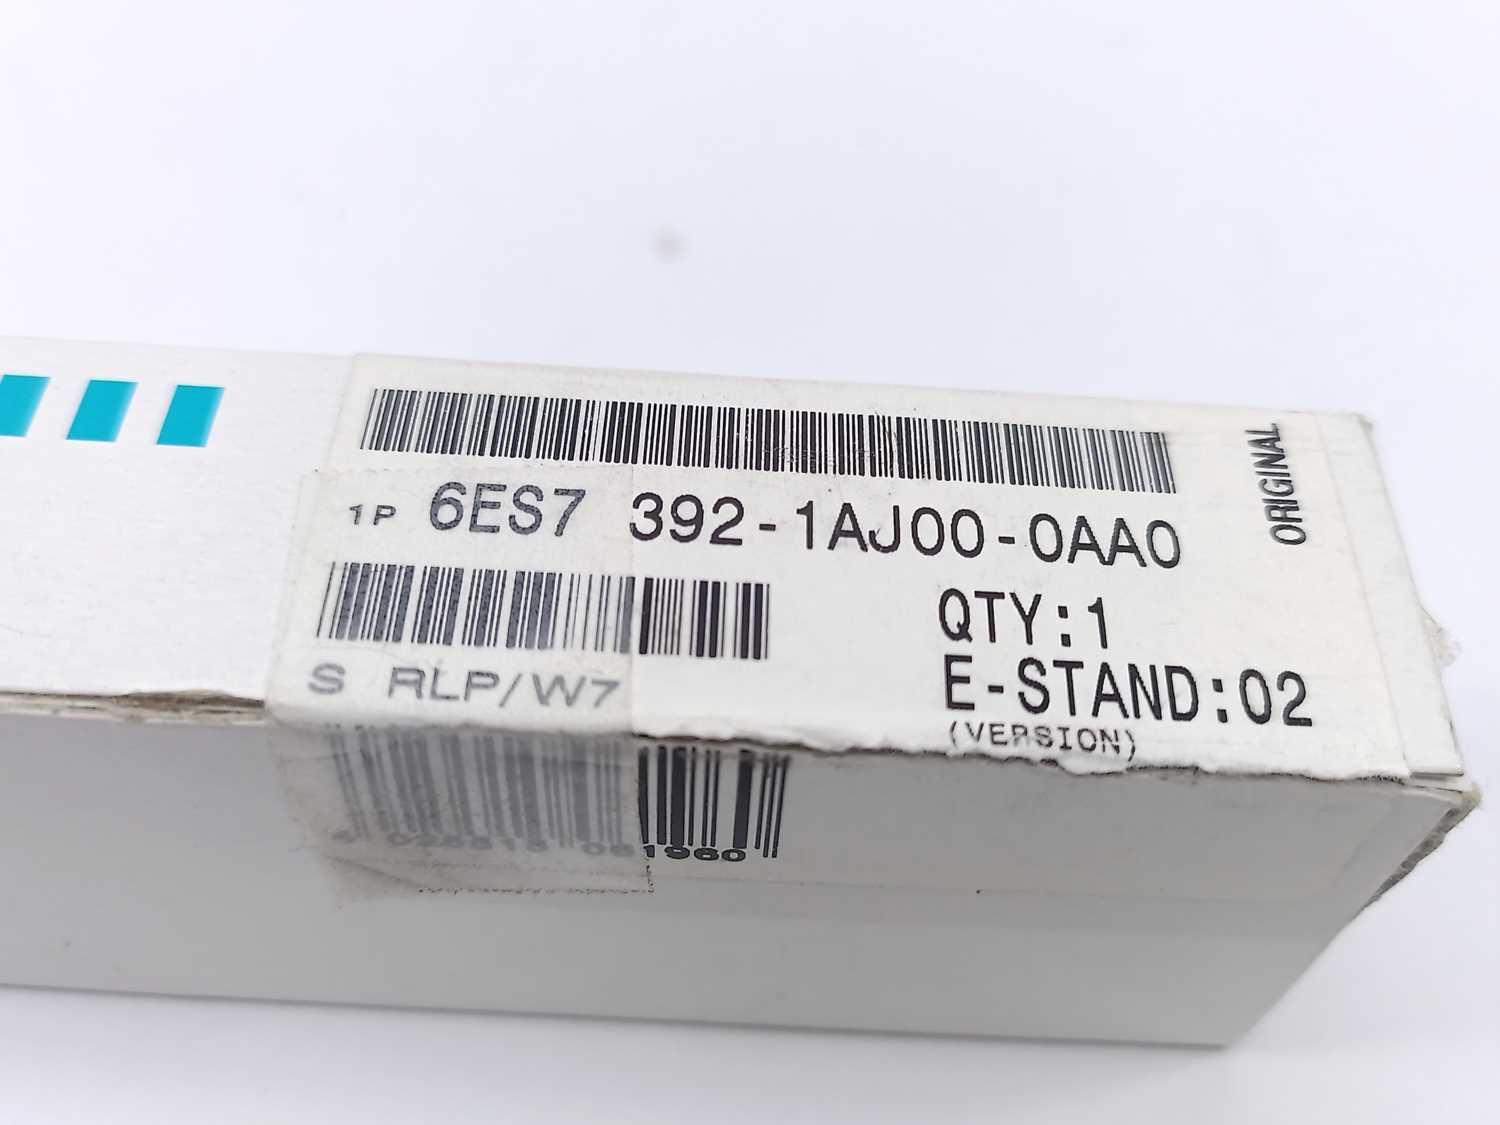 1P 6ES7 392-1AJ00-0AA0
ORIGINAL
QTY:1
S RLP/W7
E-STAND:02
(VERSION)